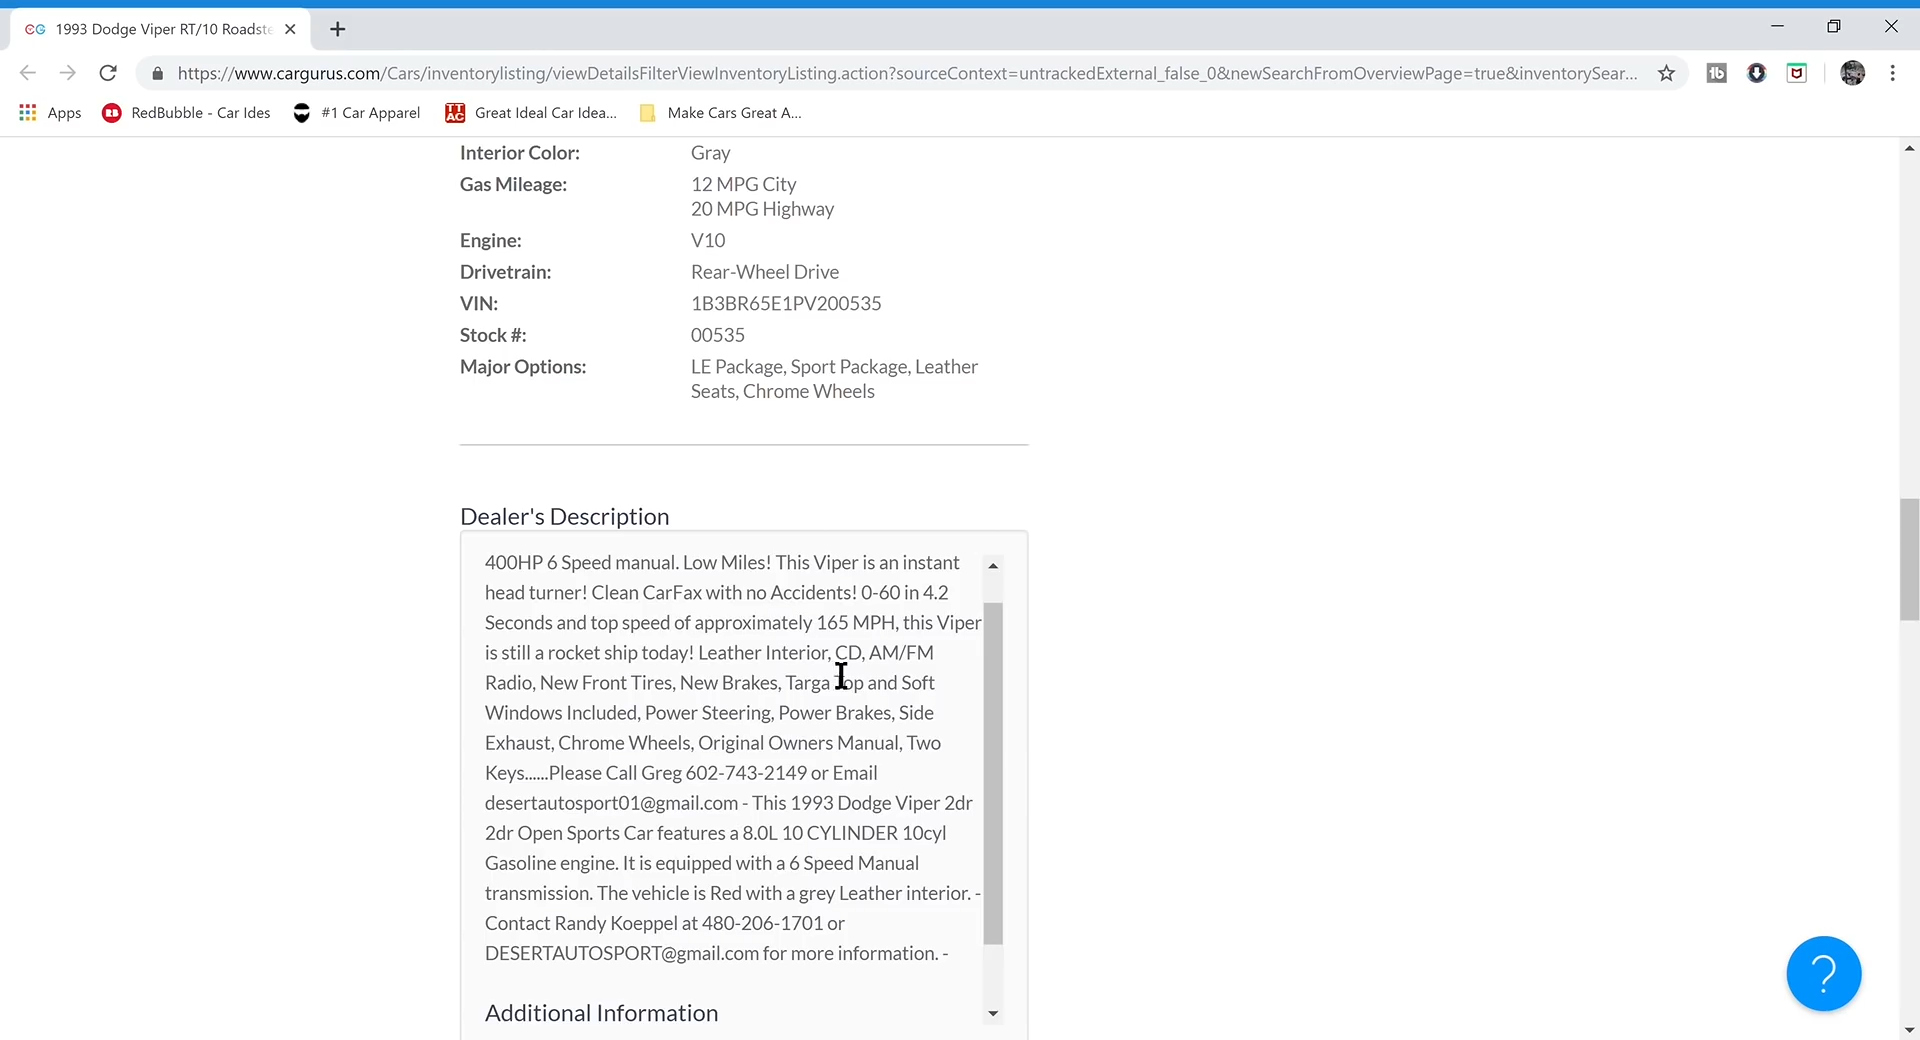 1993 Dodge Viper RT/10 Roadste
https://www.cargurus.com/Cars/inventorylisting/viewDetailsFilterViewInventoryListing.action?sourceContext=untrackedExternal_false_0&newSearchFromOverviewPage=true&inventorySear...
Apps RedBubble - Car Ides #1 Car Apparel TTAC Great Ideal Car Idea... Make Cars Great A...
Interior Color: Gray
Gas Mileage: 12 MPG City
20 MPG Highway
Engine: V10
Drivetrain: Rear-Wheel Drive
VIN: 1B3BR65E1PV200535
Stock #: 00535
Major Options: LE Package, Sport Package, Leather
Seats, Chrome Wheels
Dealer's Description
400HP 6 Speed manual. Low Miles! This Viper is an instant
head turner! Clean CarFax with no Accidents! 0-60 in 4.2
Seconds and top speed of approximately 165 MPH, this Viper
is still a rocket ship today! Leather Interior, CD, AM/FM
Radio, New Front Tires, New Brakes, Targa Top and Soft
Windows Included, Power Steering, Power Brakes, Side
Exhaust, Chrome Wheels, Original Owners Manual, Two
Keys......Please Call Greg 602-743-2149 or Email
desertautosport01@gmail.com - This 1993 Dodge Viper 2dr
2dr Open Sports Car features a 8.0L 10 CYLINDER 10cyl
Gasoline engine. It is equipped with a 6 Speed Manual
transmission. The vehicle is Red with a grey Leather interior. -
Contact Randy Koeppel at 480-206-1701 or
DESERTAUTOSPORT@gmail.com for more information. -
Additional Information
?